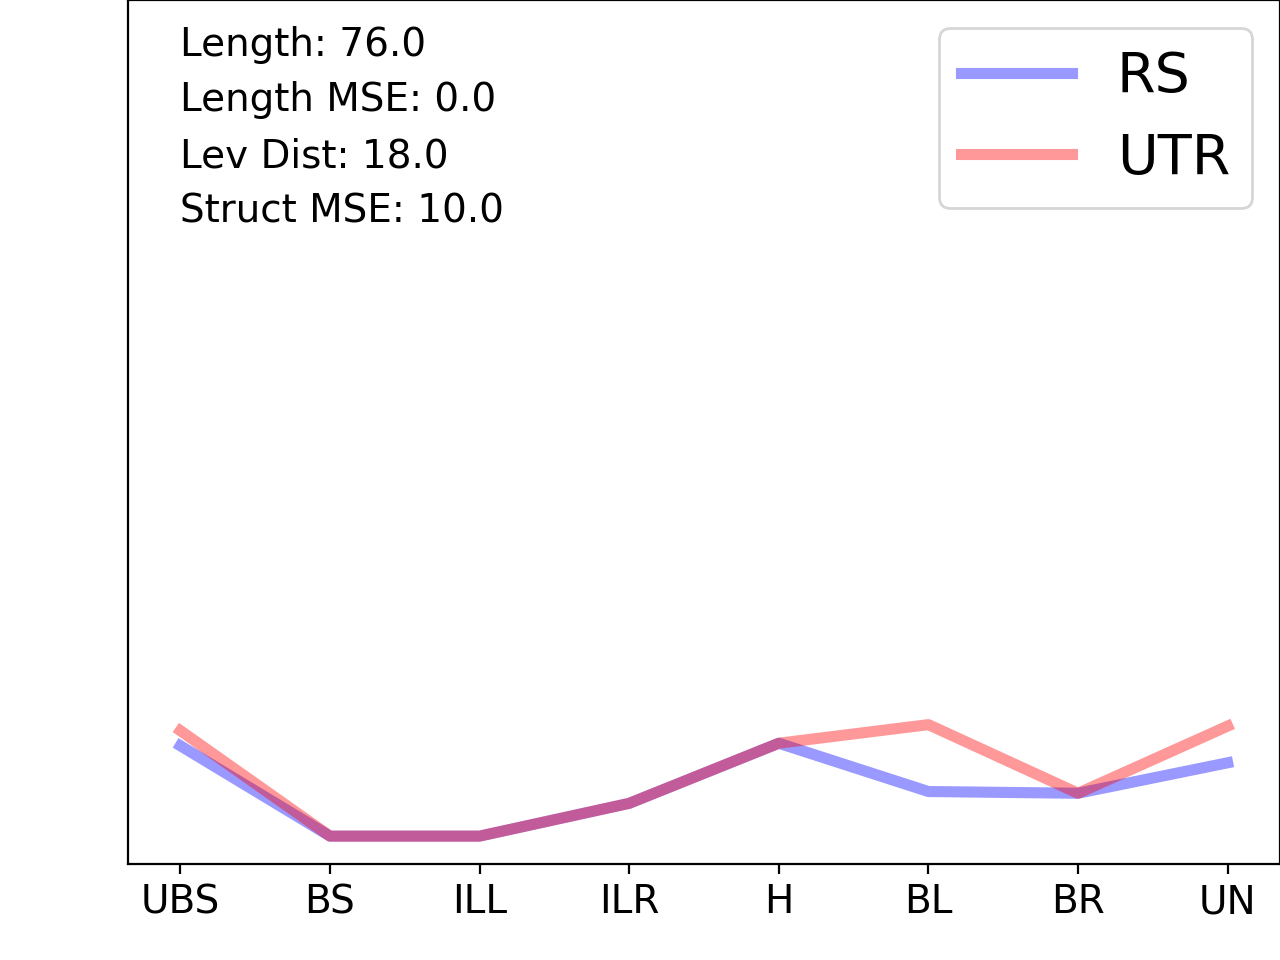 Length: 76.0
Length MSE: 0.0
Lev Dist: 18.0
Struct MSE: 10.0
RS
UTR
UBS BS ILL ILR H BL BR UN